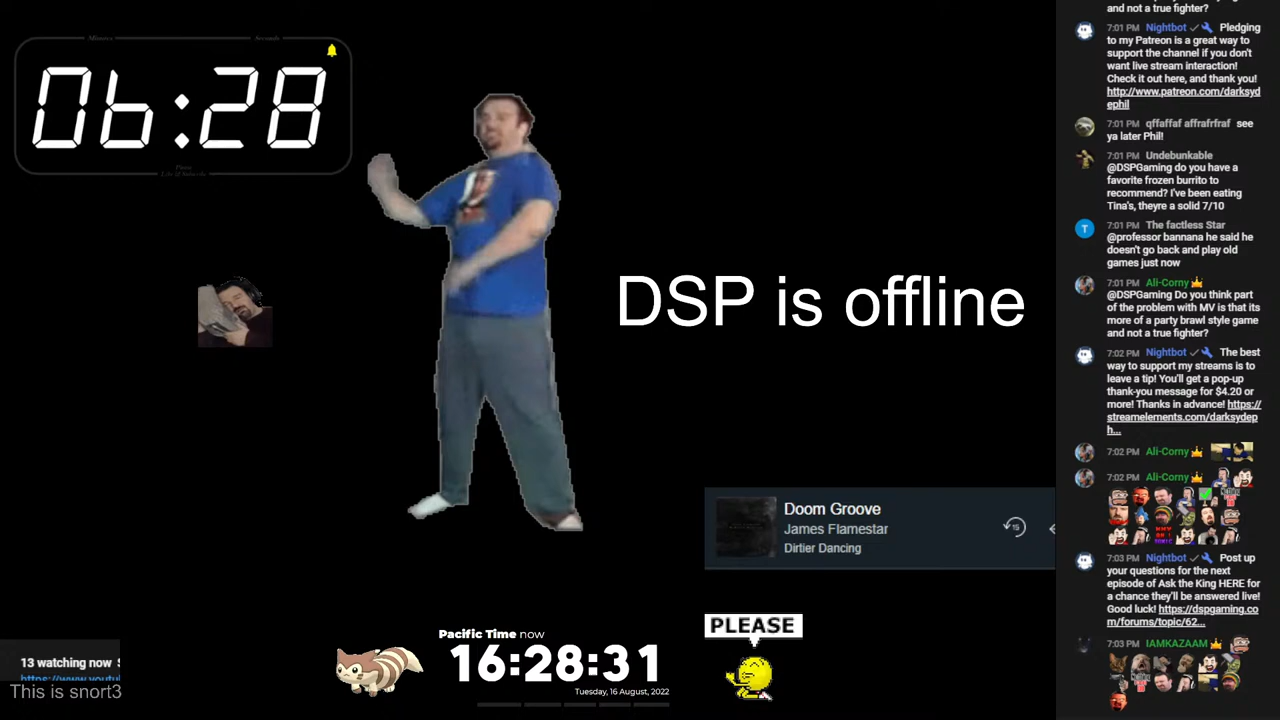 06:28
DSP is offline
Doom Groove
James Flamestar
Dirtier Dancing
15
PLEASE
Pacific Time now
16:28:31
Tuesday, 16 August, 2022
13 watching now
https://www.youtu
This is snort3
and not a true fighter?
7:01 PM Nightbot Pledging
to my Patreon is a great way to
support the channel if you don't
want live stream interaction!
Check it out here, and thank you!
http://www.patreon.com/darksyd
ephil
7:01 PM qffaffaf affrafrfraf see
ya later Phil!
7:01 PM Undebunkable
@DSPGaming do you have a
favorite frozen burrito to
recommend? I've been eating
Tina's, theyre a solid 7/10
T
7:01 PM The factless Star
@professor bannana he said he
doesn't go back and play old
games just now
7:01 PM Ali-Corny
@DSPGaming Do you think part
of the problem with MV is that its
more of a party brawl style game
and not a true fighter?
7:02 PM Nightbot The best
way to support my streams is to
leave a tip! You'll get a pop-up
thank-you message for $4.20 or
more! Thanks in advance! https://
streamelements.com/darksydep
h...
7:02 PM Ali-Corny
7:02 PM Ali-Corny
7:03 PM Nightbot Post up
your questions for the next
episode of Ask the King HERE for
a chance they'll be answered live!
Good luck! https://dspgaming.co
m/forums/topic/62...
7:03 PM IAMKAZAAM